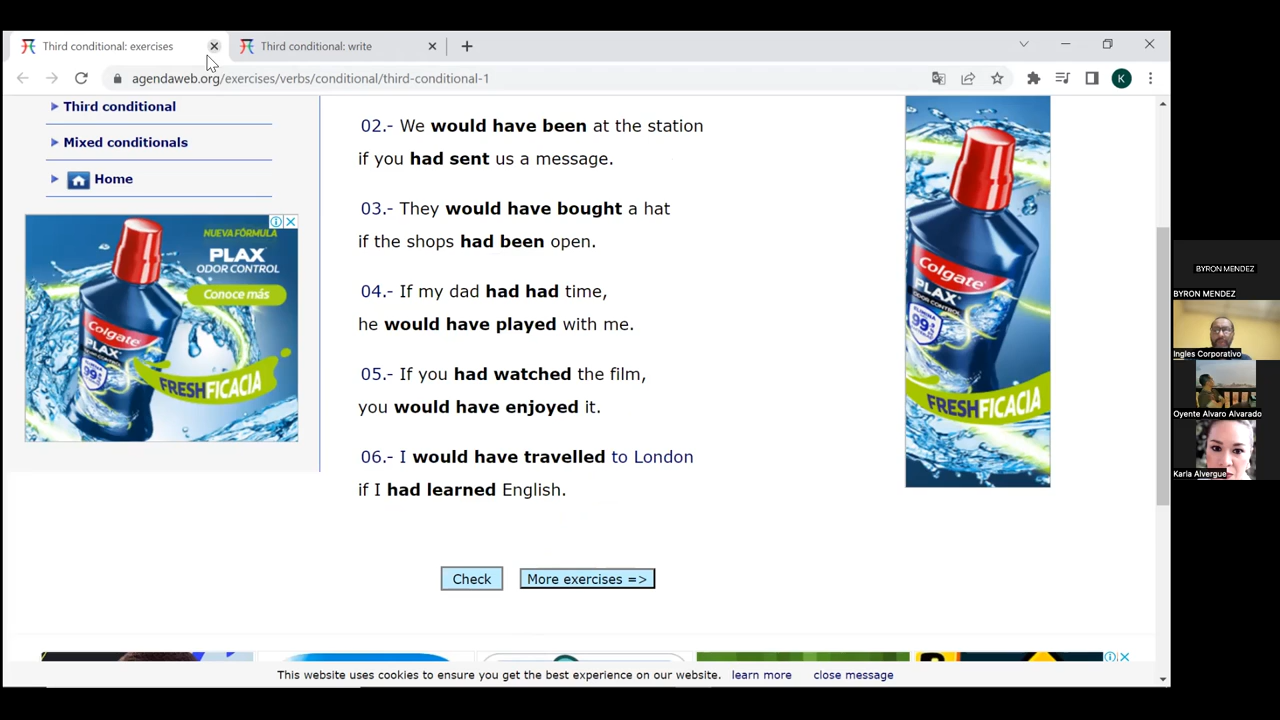 Third conditional: exercises
Third conditional: write
agendaweb.org/exercises/verbs/conditional/third-conditional-1
K
Third conditional
Mixed conditionals
Home
NUEVA FÓRMULA
PLAX
ODOR CONTROL
Conoce más
Colgate
PLAX
99
FRESHFICACIA
02.- We would have been at the station
if you had sent us a message.
03.- They would have bought a hat
if the shops had been open.
04.- If my dad had had time,
he would have played with me.
05.- If you had watched the film,
you would have enjoyed it.
06.- I would have travelled to London
if I had learned English.
Check
More exercises =>
Colgate
PLAX
ODOR CONTROL
ELIMINA
99
FRESHFICACIA
This website uses cookies to ensure you get the best experience on our website.
learn more
close message
BYRON MENDEZ
BYRON MENDEZ
Ingles Corporativo
Oyente Alvaro Alvarado
Karla Alvergue